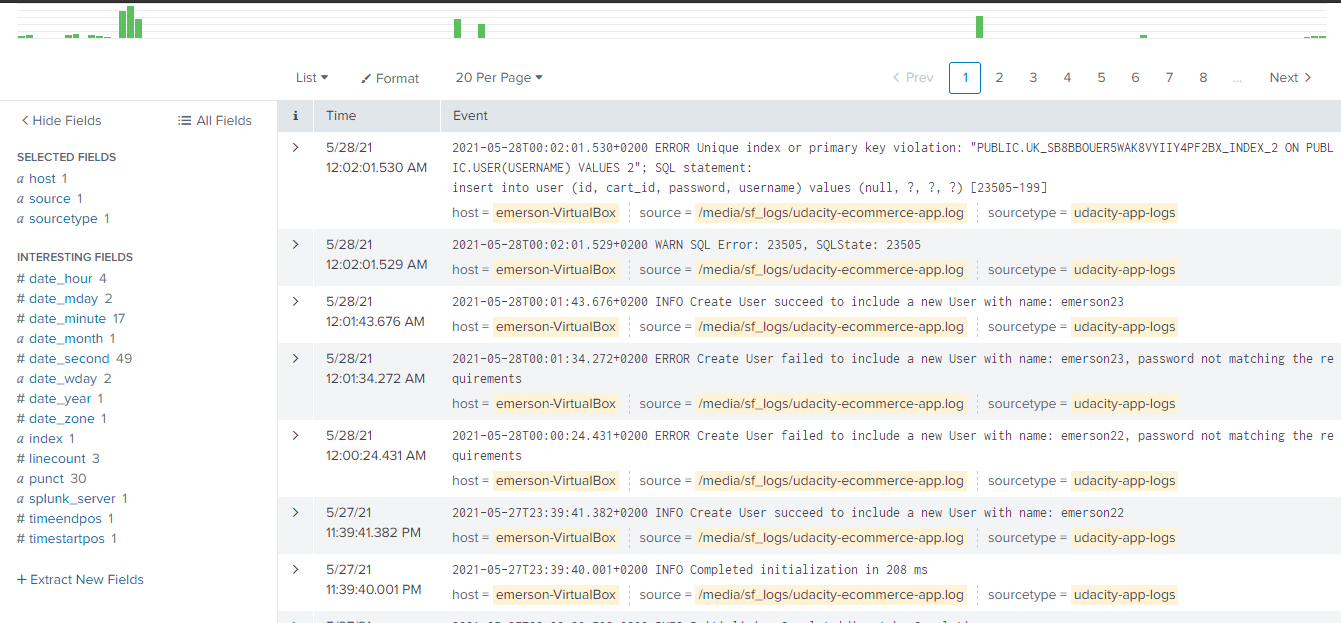 List Format 20 Per Page Prev 1 2 3 4 5 6 7 8 ... Next
Hide Fields All Fields
SELECTED FIELDS
a host 1
a source 1
a sourcetype 1
INTERESTING FIELDS
# date_hour 4
# date_mday 2
# date_minute 17
a date_month 1
# date_second 49
a date_wday 2
# date_year 1
# date_zone 1
a index 1
# linecount 3
a punct 30
a splunk_server 1
# timeendpos 1
# timestartpos 1
+ Extract New Fields
i Time Event
5/28/21
12:02:01.530 AM
2021-05-28T00:02:01.530+0200 ERROR Unique index or primary key violation: "PUBLIC.UK_SB8BBOUER5WAK8VYIIY4PF2BX_INDEX_2 ON PUBL
IC.USER(USERNAME) VALUES 2"; SQL statement:
insert into user (id, cart_id, password, username) values (null, ?, ?, ?) [23505-199]
host = emerson-VirtualBox source = /media/sf_logs/udacity-ecommerce-app.log sourcetype = udacity-app-logs
5/28/21
12:02:01.529 AM
2021-05-28T00:02:01.529+0200 WARN SQL Error: 23505, SQLState: 23505
host = emerson-VirtualBox source = /media/sf_logs/udacity-ecommerce-app.log sourcetype = udacity-app-logs
5/28/21
12:01:43.676 AM
2021-05-28T00:01:43.676+0200 INFO Create User succeed to include a new User with name: emerson23
host = emerson-VirtualBox source = /media/sf_logs/udacity-ecommerce-app.log sourcetype = udacity-app-logs
5/28/21
12:01:34.272 AM
2021-05-28T00:01:34.272+0200 ERROR Create User failed to include a new User with name: emerson23, password not matching the re
quirements
host = emerson-VirtualBox source = /media/sf_logs/udacity-ecommerce-app.log sourcetype = udacity-app-logs
5/28/21
12:00:24.431 AM
2021-05-28T00:00:24.431+0200 ERROR Create User failed to include a new User with name: emerson22, password not matching the re
quirements
host = emerson-VirtualBox source = /media/sf_logs/udacity-ecommerce-app.log sourcetype = udacity-app-logs
5/27/21
11:39:41.382 PM
2021-05-27T23:39:41.382+0200 INFO Create User succeed to include a new User with name: emerson22
host = emerson-VirtualBox source = /media/sf_logs/udacity-ecommerce-app.log sourcetype = udacity-app-logs
5/27/21
11:39:40.001 PM
2021-05-27T23:39:40.001+0200 INFO Completed initialization in 208 ms
host = emerson-VirtualBox source = /media/sf_logs/udacity-ecommerce-app.log sourcetype = udacity-app-logs